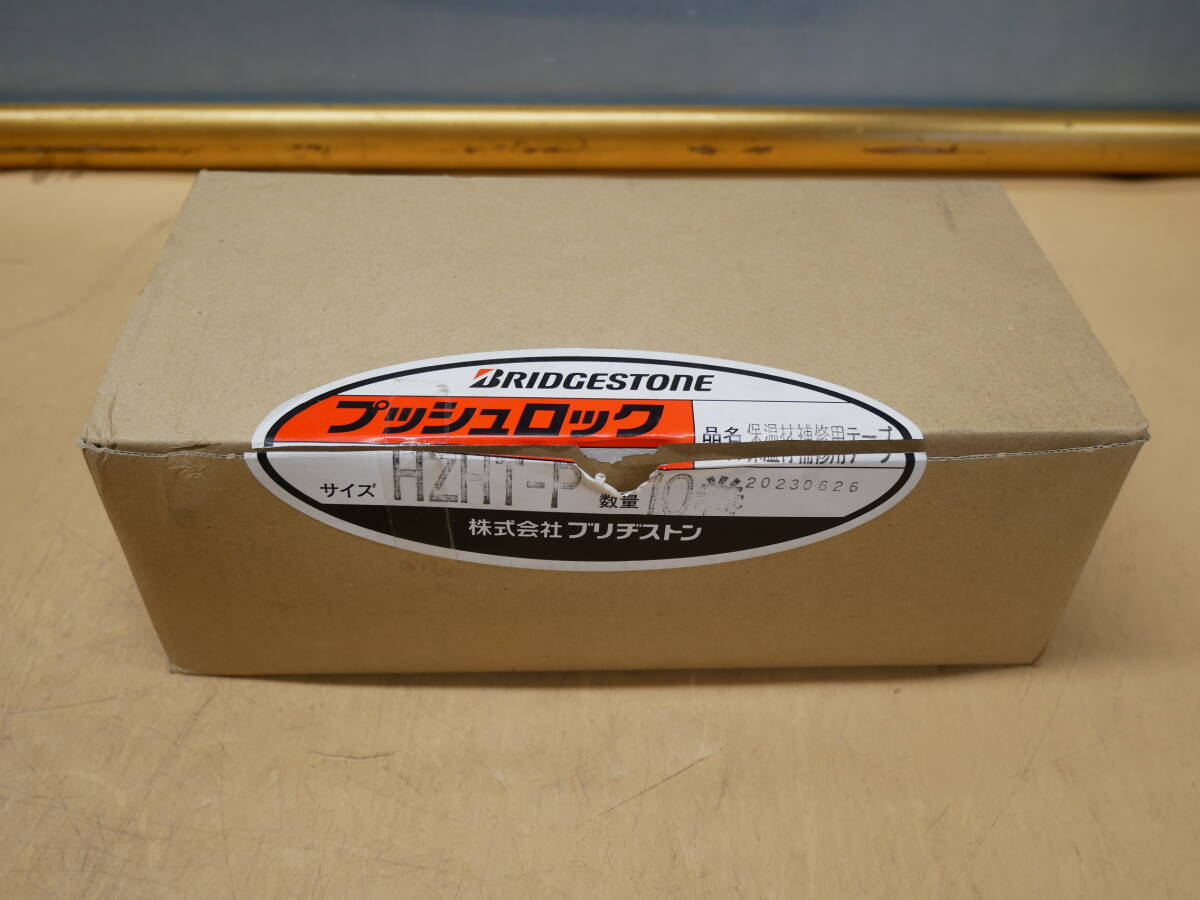 BRIDGESTONE
プッシュロック
品名 保温材補修用テープ
サイズ HZHT-P 数量 10 20230626
株式会社ブリヂストン